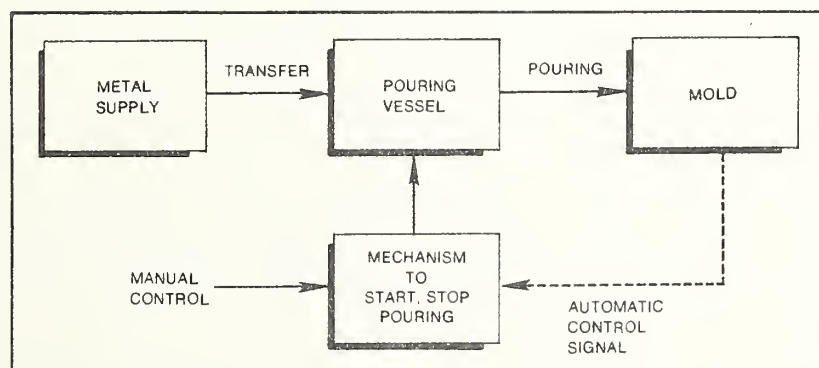 METAL
SUPPLY
TRANSFER
POURING
VESSEL
POURING
MOLD
MANUAL
CONTROL
MECHANISM
TO
START, STOP
POURING
AUTOMATIC
CONTROL
SIGNAL